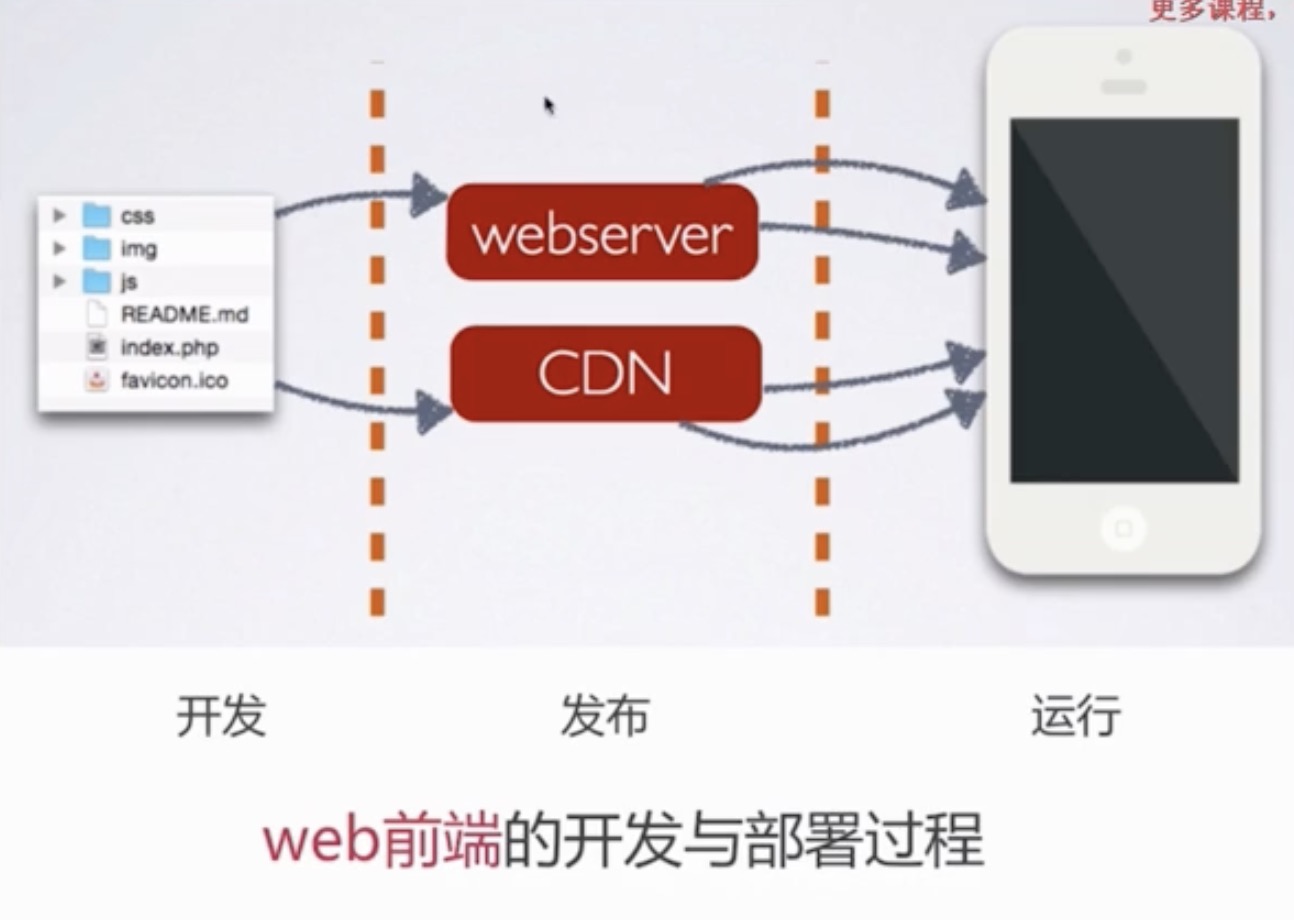 更多课程，
css
img
js
README.md
index.php
favicon.ico
webserver
CDN
开发
发布
运行
web前端的开发与部署过程